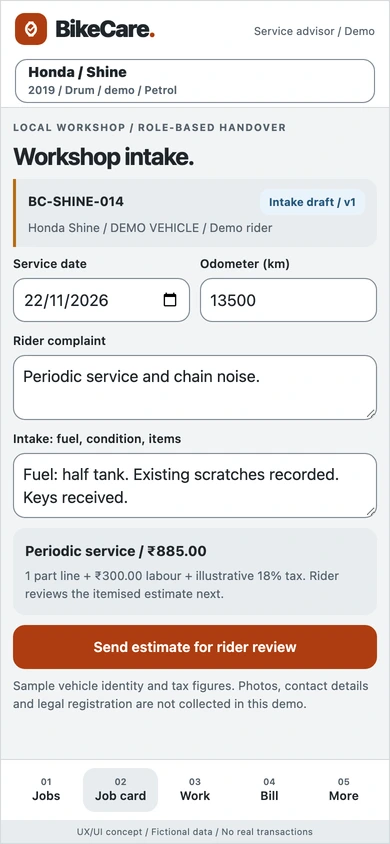 BikeCare.
Service advisor / Demo
Honda / Shine
2019 / Drum / demo / Petrol
LOCAL WORKSHOP / ROLE-BASED HANDOVER
Workshop intake.
BC-SHINE-014
Intake draft / v1
Honda Shine / DEMO VEHICLE / Demo rider
Service date
Odometer (km)
22/11/2026
13500
Rider complaint
Periodic service and chain noise.
Intake: fuel, condition, items
Fuel: half tank. Existing scratches recorded.
Keys received.
Periodic service / ₹885.00
1 part line + ₹300.00 labour + illustrative 18% tax. Rider
reviews the itemised estimate next.
Send estimate for rider review
Sample vehicle identity and tax figures. Photos, contact details
and legal registration are not collected in this demo.
01
Jobs
02
Job card
03
Work
04
Bill
05
More
UX/UI concept / Fictional data / No real transactions